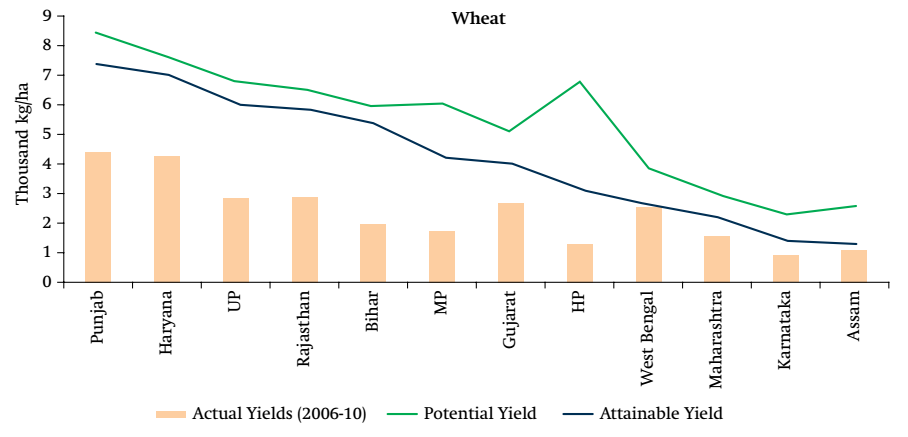 Wheat
Thousand kg/ha
9
8
7
6
5
4
3
2
1
0
Punjab
Haryana
UP
Rajasthan
Bihar
MP
Gujarat
HP
West Bengal
Maharashtra
Karnataka
Assam
Actual Yields (2006-10) Potential Yield Attainable Yield